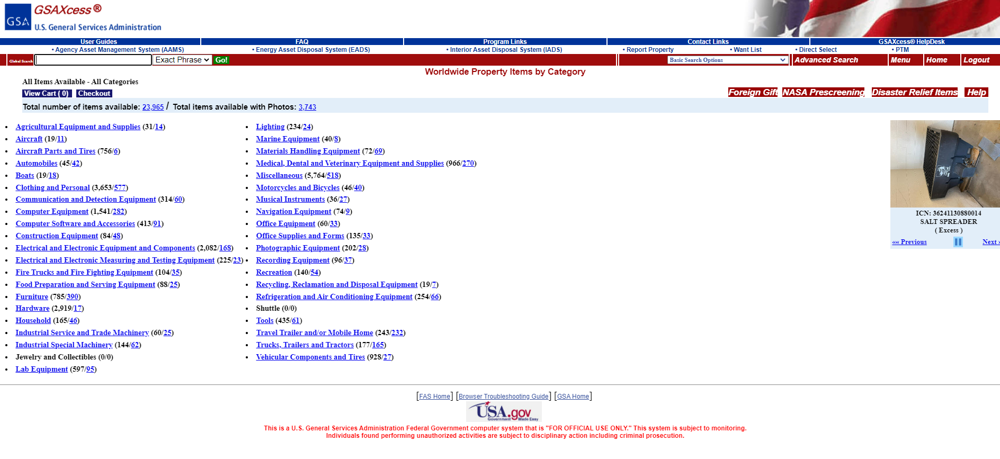 GSAXcess®
GSA
U.S. General Services Administration
User Guides FAQ Program Links Contact Links GSAXcess® HelpDesk
• Agency Asset Management System (AAMS) • Energy Asset Disposal System (EADS) • Interior Asset Disposal System (IADS) • Report Property • Want List • Direct Select • PTM
Global Search Exact Phrase Go! Basic Search Options Advanced Search Menu Home Logout
Worldwide Property Items by Category
All Items Available - All Categories
View Cart ( 0) Checkout Foreign Gift NASA Prescreening Disaster Relief Items Help
Total number of items available: 23,965 / Total items available with Photos: 3,743
• Agricultural Equipment and Supplies (31/14)
• Aircraft (19/11)
• Aircraft Parts and Tires (756/6)
• Automobiles (45/42)
• Boats (19/18)
• Clothing and Personal (3,653/577)
• Communication and Detection Equipment (314/60)
• Computer Equipment (1,541/282)
• Computer Software and Accessories (413/91)
• Construction Equipment (84/48)
• Electrical and Electronic Equipment and Components (2,082/168)
• Electrical and Electronic Measuring and Testing Equipment (225/23)
• Fire Trucks and Fire Fighting Equipment (104/35)
• Food Preparation and Serving Equipment (88/25)
• Furniture (785/390)
• Hardware (2,919/17)
• Household (165/46)
• Industrial Service and Trade Machinery (60/25)
• Industrial Special Machinery (144/62)
• Jewelry and Collectibles (0/0)
• Lab Equipment (597/95)
• Lighting (234/24)
• Marine Equipment (40/8)
• Materials Handling Equipment (72/69)
• Medical, Dental and Veterinary Equipment and Supplies (966/270)
• Miscellaneous (5,764/518)
• Motorcycles and Bicycles (46/40)
• Musical Instruments (36/27)
• Navigation Equipment (74/9)
• Office Equipment (60/33)
• Office Supplies and Forms (135/33)
• Photographic Equipment (202/28)
• Recording Equipment (96/37)
• Recreation (140/54)
• Recycling, Reclamation and Disposal Equipment (19/7)
• Refrigeration and Air Conditioning Equipment (254/66)
• Shuttle (0/0)
• Tools (435/61)
• Travel Trailer and/or Mobile Home (243/232)
• Trucks, Trailers and Tractors (177/165)
• Vehicular Components and Tires (928/27)
ICN: 36241130880014
SALT SPREADER
( Excess )
«« Previous Next »
[FAS Home] [Browser Troubleshooting Guide] [GSA Home]
USA.gov
Government Made Easy
This is a U.S. General Services Administration Federal Government computer system that is "FOR OFFICIAL USE ONLY." This system is subject to monitoring.
Individuals found performing unauthorized activities are subject to disciplinary action including criminal prosecution.